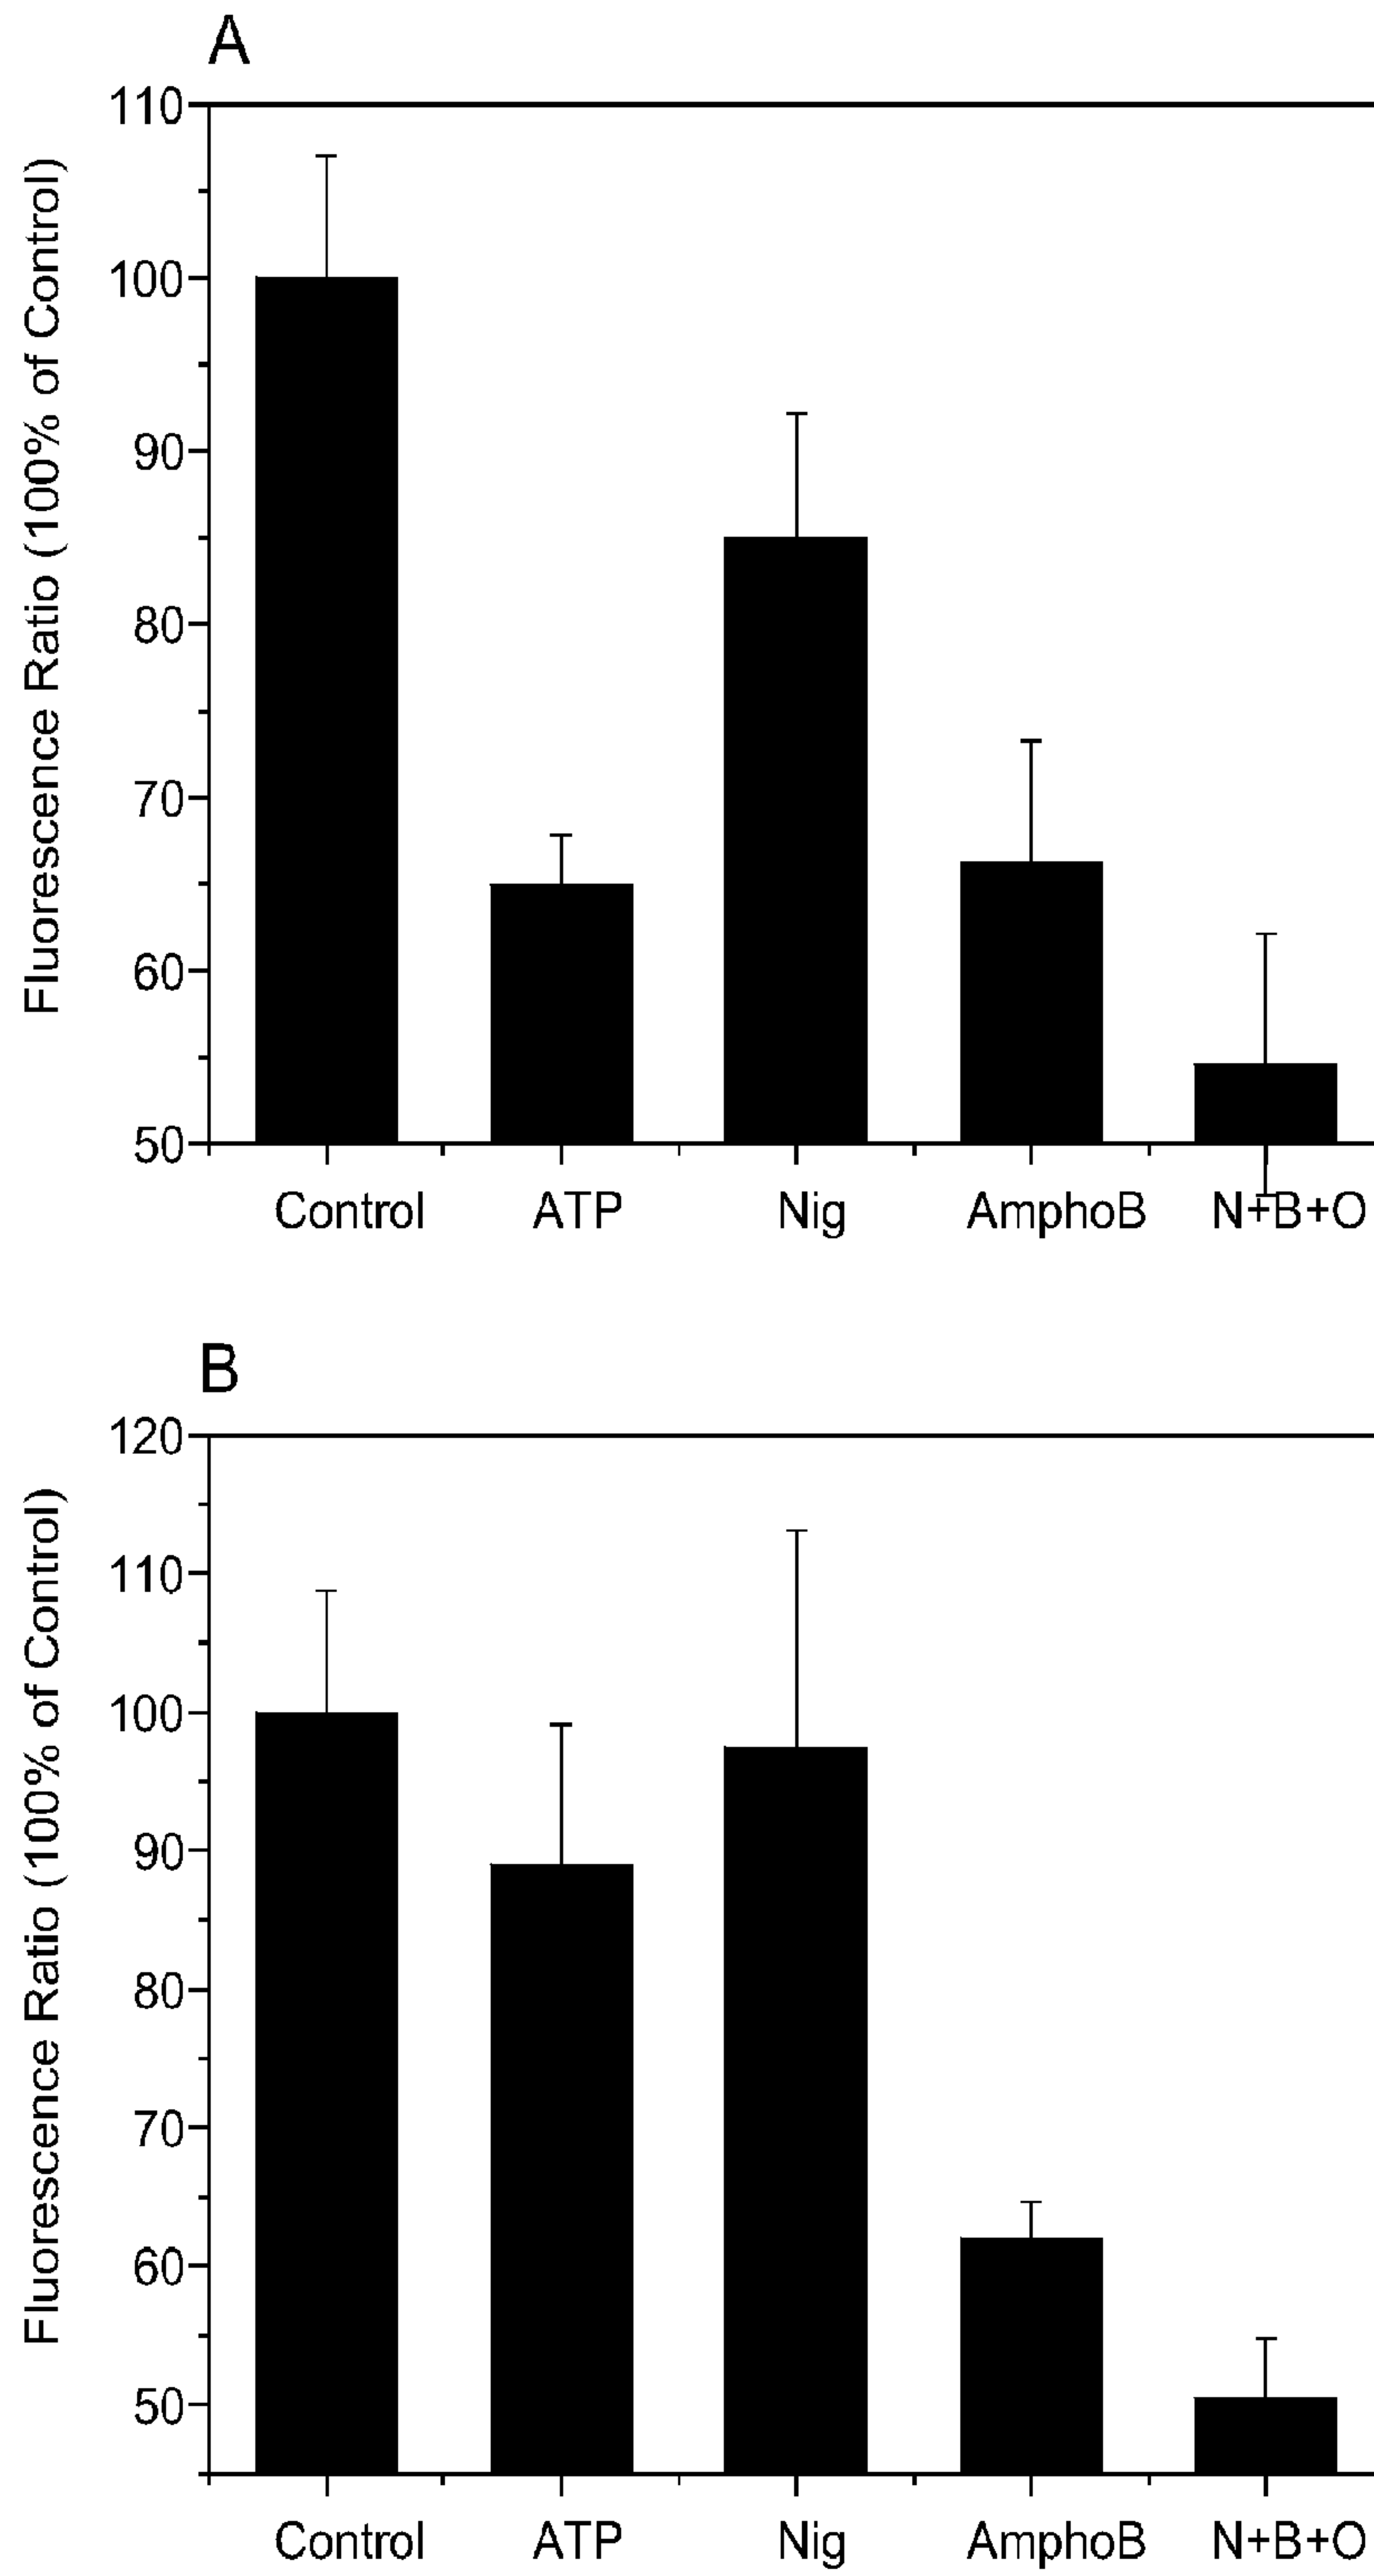 A
Fluorescence Ratio (100% of Control)
110
100
90
80
70
60
50
Control ATP Nig AmphoB N+B+O
B
Fluorescence Ratio (100% of Control)
120
110
100
90
80
70
60
50
Control ATP Nig AmphoB N+B+O